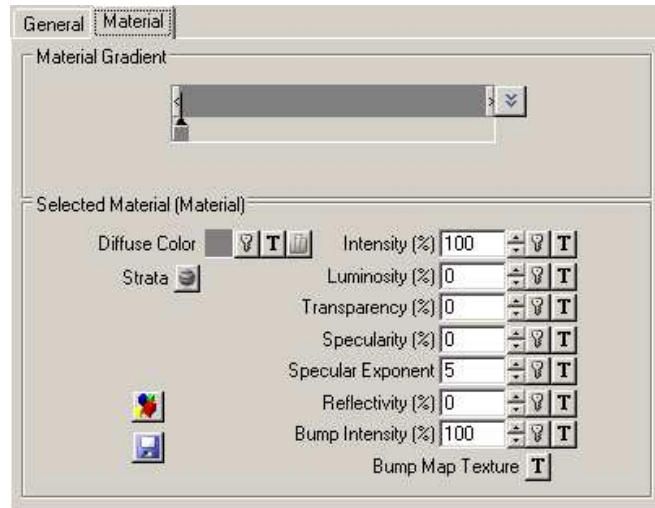 General Material
Material Gradient
Selected Material (Material)
Diffuse Color T Intensity (%) 100 T
Strata Luminosity (%) 0 T
Transparency (%) 0 T
Specularity (%) 0 T
Specular Exponent 5 T
Reflectivity (%) 0 T
Bump Intensity (%) 100 T
Bump Map Texture T